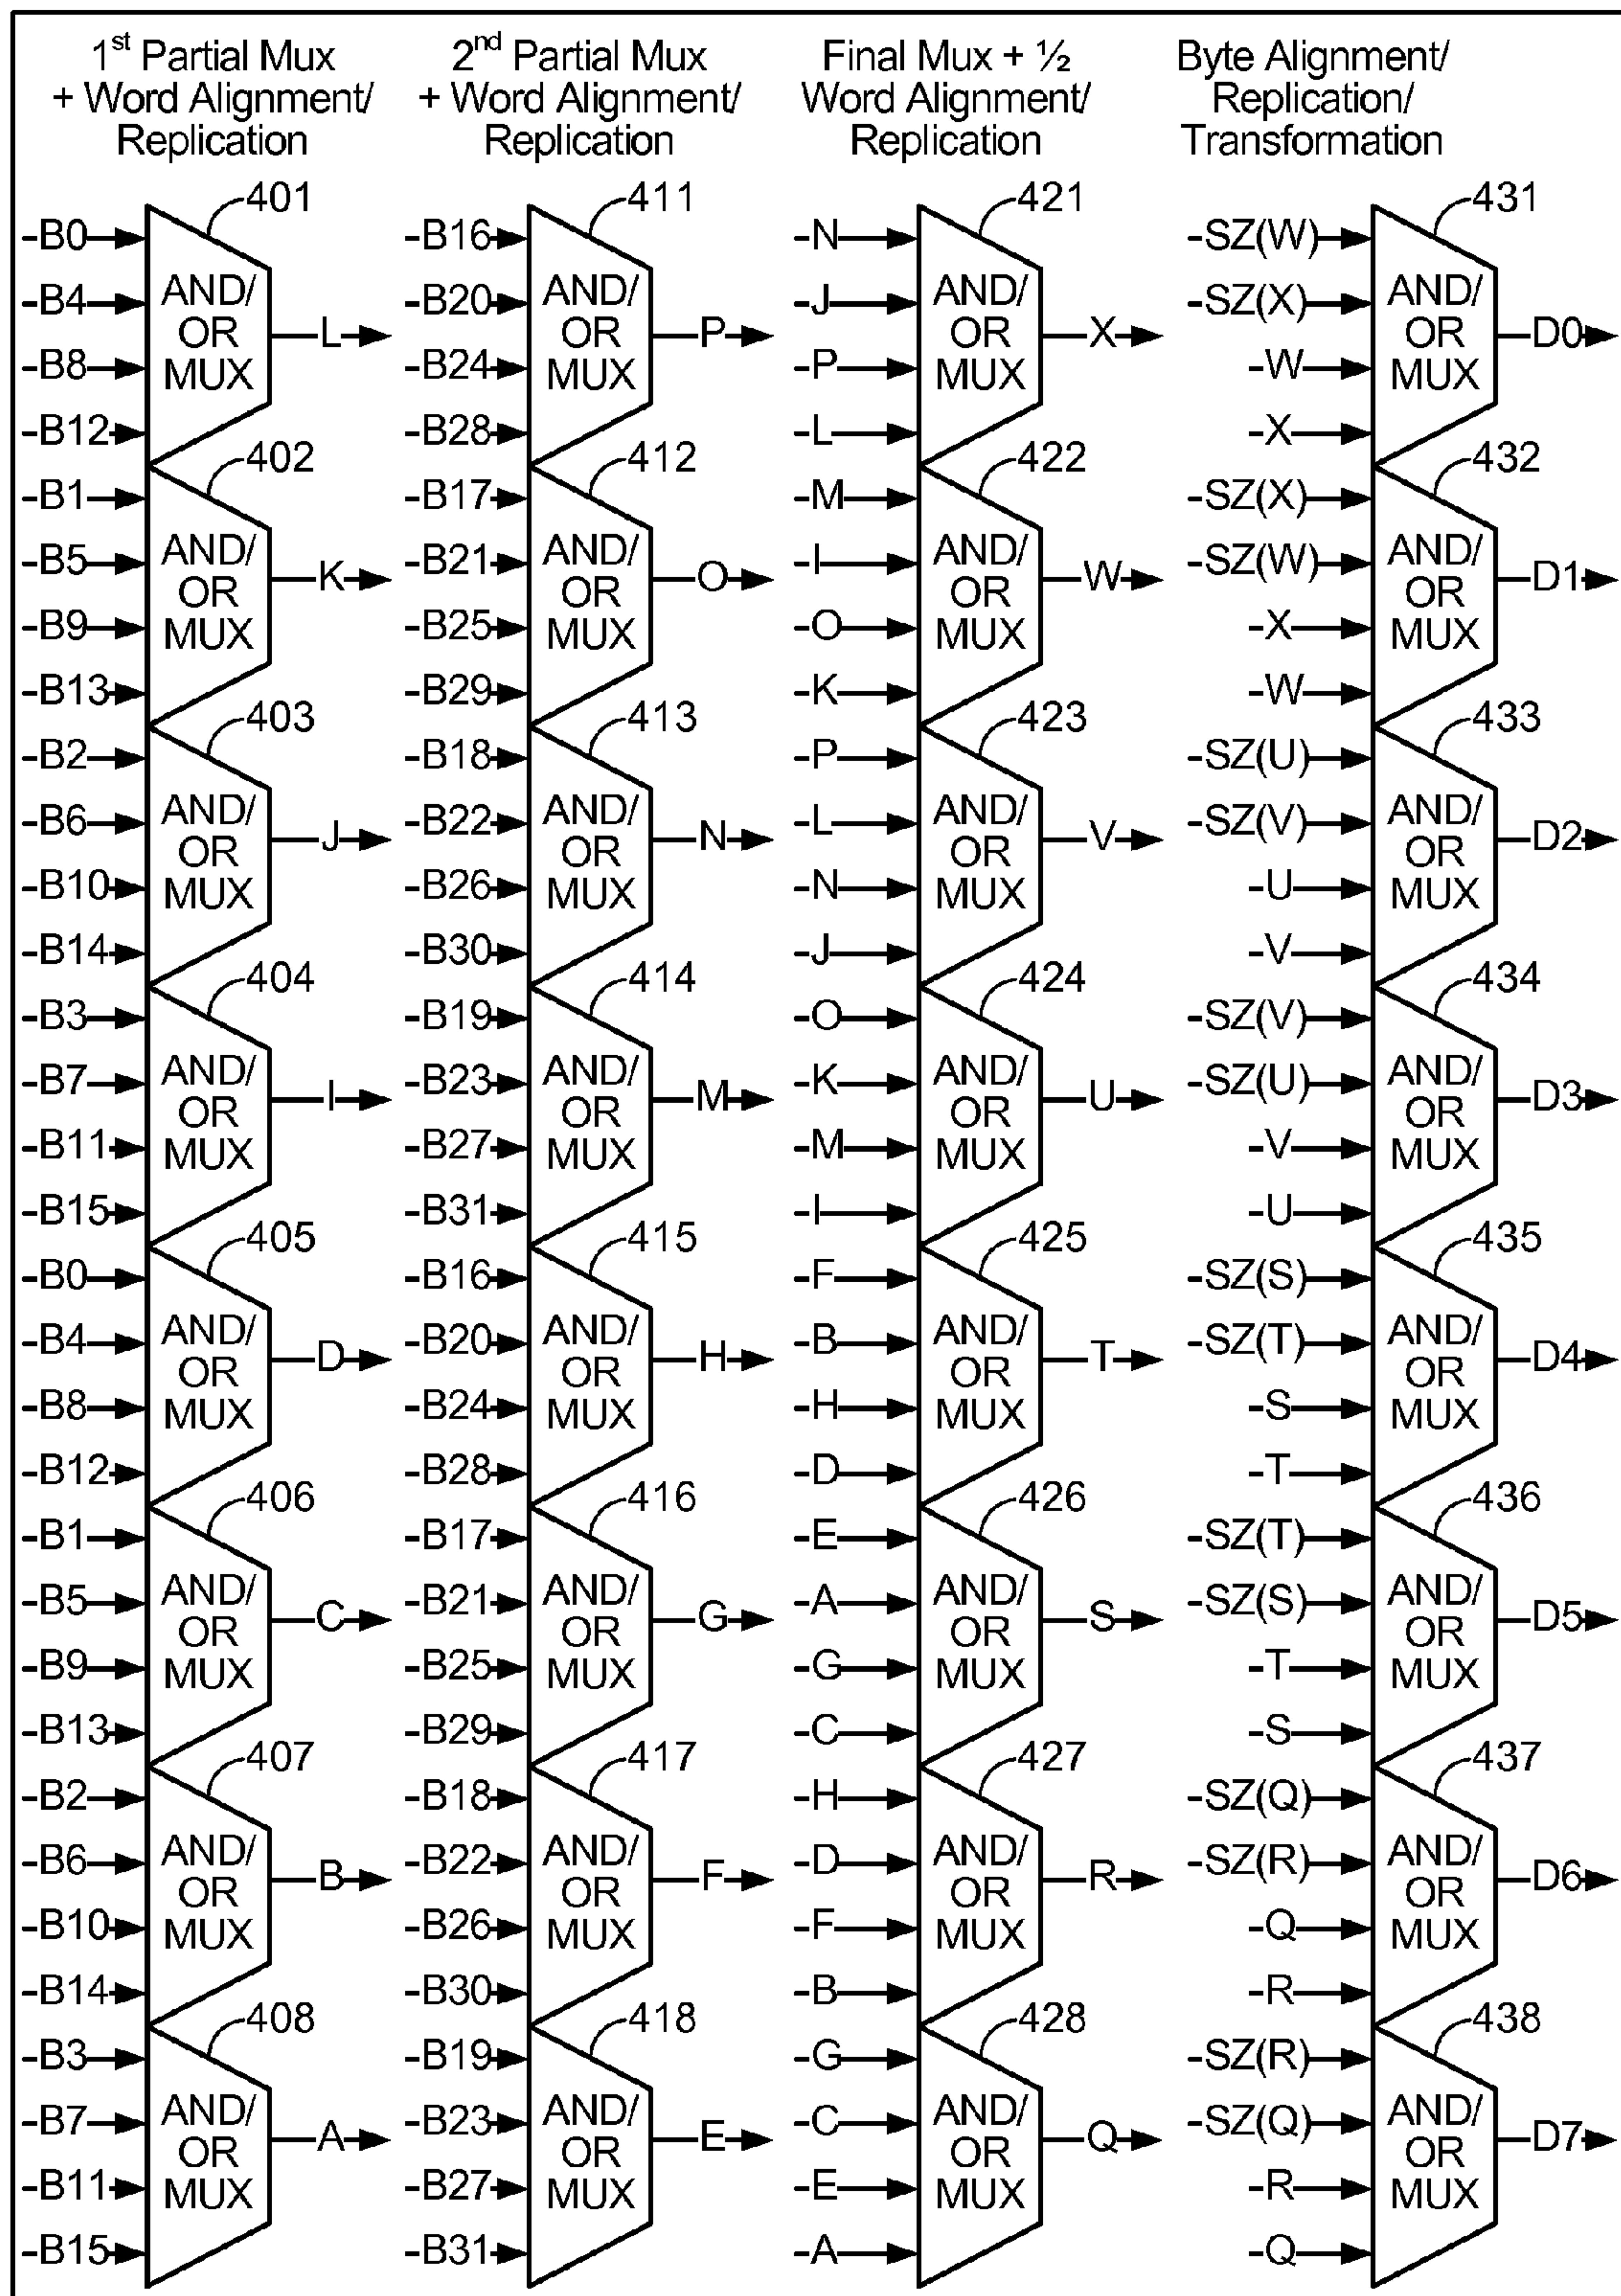 1st Partial Mux
+ Word Alignment/
Replication
-B0
-B4
-B8
-B12
401
AND/
OR
MUX
L
-B1
-B5
-B9
-B13
402
AND/
OR
MUX
K
-B2
-B6
-B10
-B14
403
AND/
OR
MUX
J
-B3
-B7
-B11
-B15
404
AND/
OR
MUX
I
-B0
-B4
-B8
-B12
405
AND/
OR
MUX
D
-B1
-B5
-B9
-B13
406
AND/
OR
MUX
C
-B2
-B6
-B10
-B14
407
AND/
OR
MUX
B
-B3
-B7
-B11
-B15
408
AND/
OR
MUX
A
2nd Partial Mux
+ Word Alignment/
Replication
-B16
-B20
-B24
-B28
411
AND/
OR
MUX
P
-B17
-B21
-B25
-B29
412
AND/
OR
MUX
O
-B18
-B22
-B26
-B30
413
AND/
OR
MUX
N
-B19
-B23
-B27
-B31
414
AND/
OR
MUX
M
-B16
-B20
-B24
-B28
415
AND/
OR
MUX
H
-B17
-B21
-B25
-B29
416
AND/
OR
MUX
G
-B18
-B22
-B26
-B30
417
AND/
OR
MUX
F
-B19
-B23
-B27
-B31
418
AND/
OR
MUX
E
Final Mux + ½
Word Alignment/
Replication
-N
-J
-P
-L
421
AND/
OR
MUX
X
-M
-I
-O
-K
422
AND/
OR
MUX
W
-P
-L
-N
-J
423
AND/
OR
MUX
V
-O
-K
-M
-I
424
AND/
OR
MUX
U
-F
-B
-H
-D
425
AND/
OR
MUX
T
-E
-A
-G
-C
426
AND/
OR
MUX
S
-H
-D
-F
-B
427
AND/
OR
MUX
R
-G
-C
-E
-A
428
AND/
OR
MUX
Q
Byte Alignment/
Replication/
Transformation
-SZ(W)
-SZ(X)
-W
-X
431
AND/
OR
MUX
D0
-SZ(X)
-SZ(W)
-X
-W
432
AND/
OR
MUX
D1
-SZ(U)
-SZ(V)
-U
-V
433
AND/
OR
MUX
D2
-SZ(V)
-SZ(U)
-V
-U
434
AND/
OR
MUX
D3
-SZ(S)
-SZ(T)
-S
-T
435
AND/
OR
MUX
D4
-SZ(T)
-SZ(S)
-T
-S
436
AND/
OR
MUX
D5
-SZ(Q)
-SZ(R)
-Q
-R
437
AND/
OR
MUX
D6
-SZ(R)
-SZ(Q)
-R
-Q
438
AND/
OR
MUX
D7